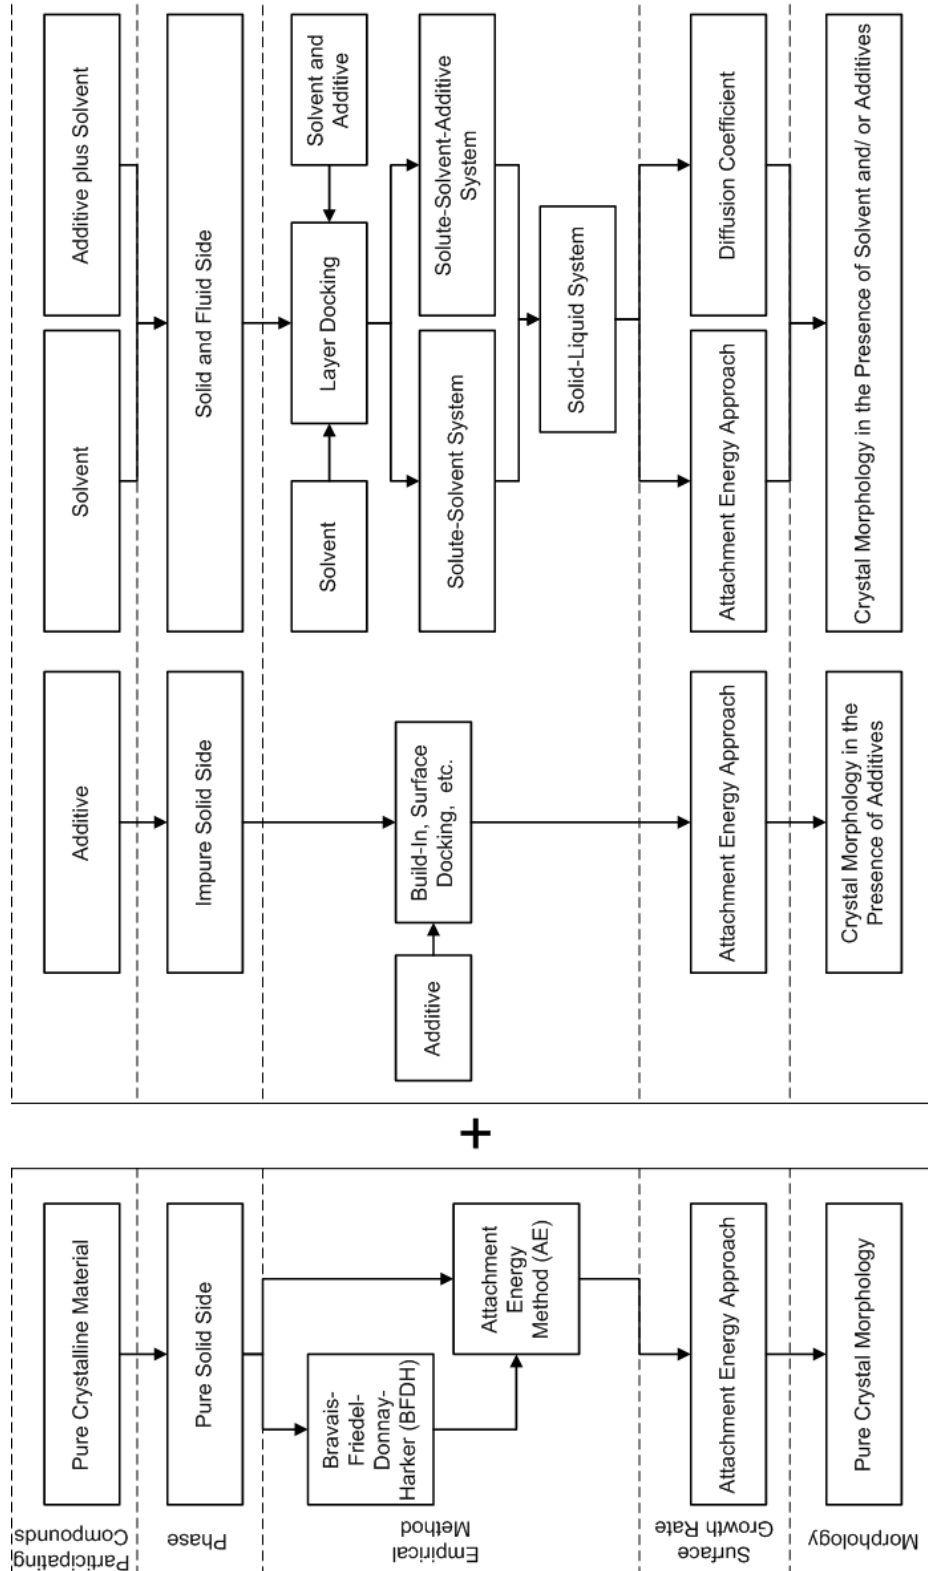 Participating
Compounds
Pure Crystalline Material
Additive
Solvent
Additive plus Solvent
Phase
Pure Solid Side
Impure Solid Side
Solid and Fluid Side
Empirical
Method
Bravais-
Friedel-
Donnay-
Harker (BFDH)
Attachment
Energy
Method (AE)
+
Additive
Build-In, Surface
Docking, etc.
Solvent
Layer Docking
Solvent and
Additive
Solute-Solvent System
Solute-Solvent-Additive
System
Solid-Liquid System
Surface
Growth Rate
Attachment Energy Approach
Attachment Energy Approach
Attachment Energy Approach
Diffusion Coefficient
Morphology
Pure Crystal Morphology
Crystal Morphology in the
Presence of Additives
Crystal Morphology in the Presence of Solvent and/ or Additives